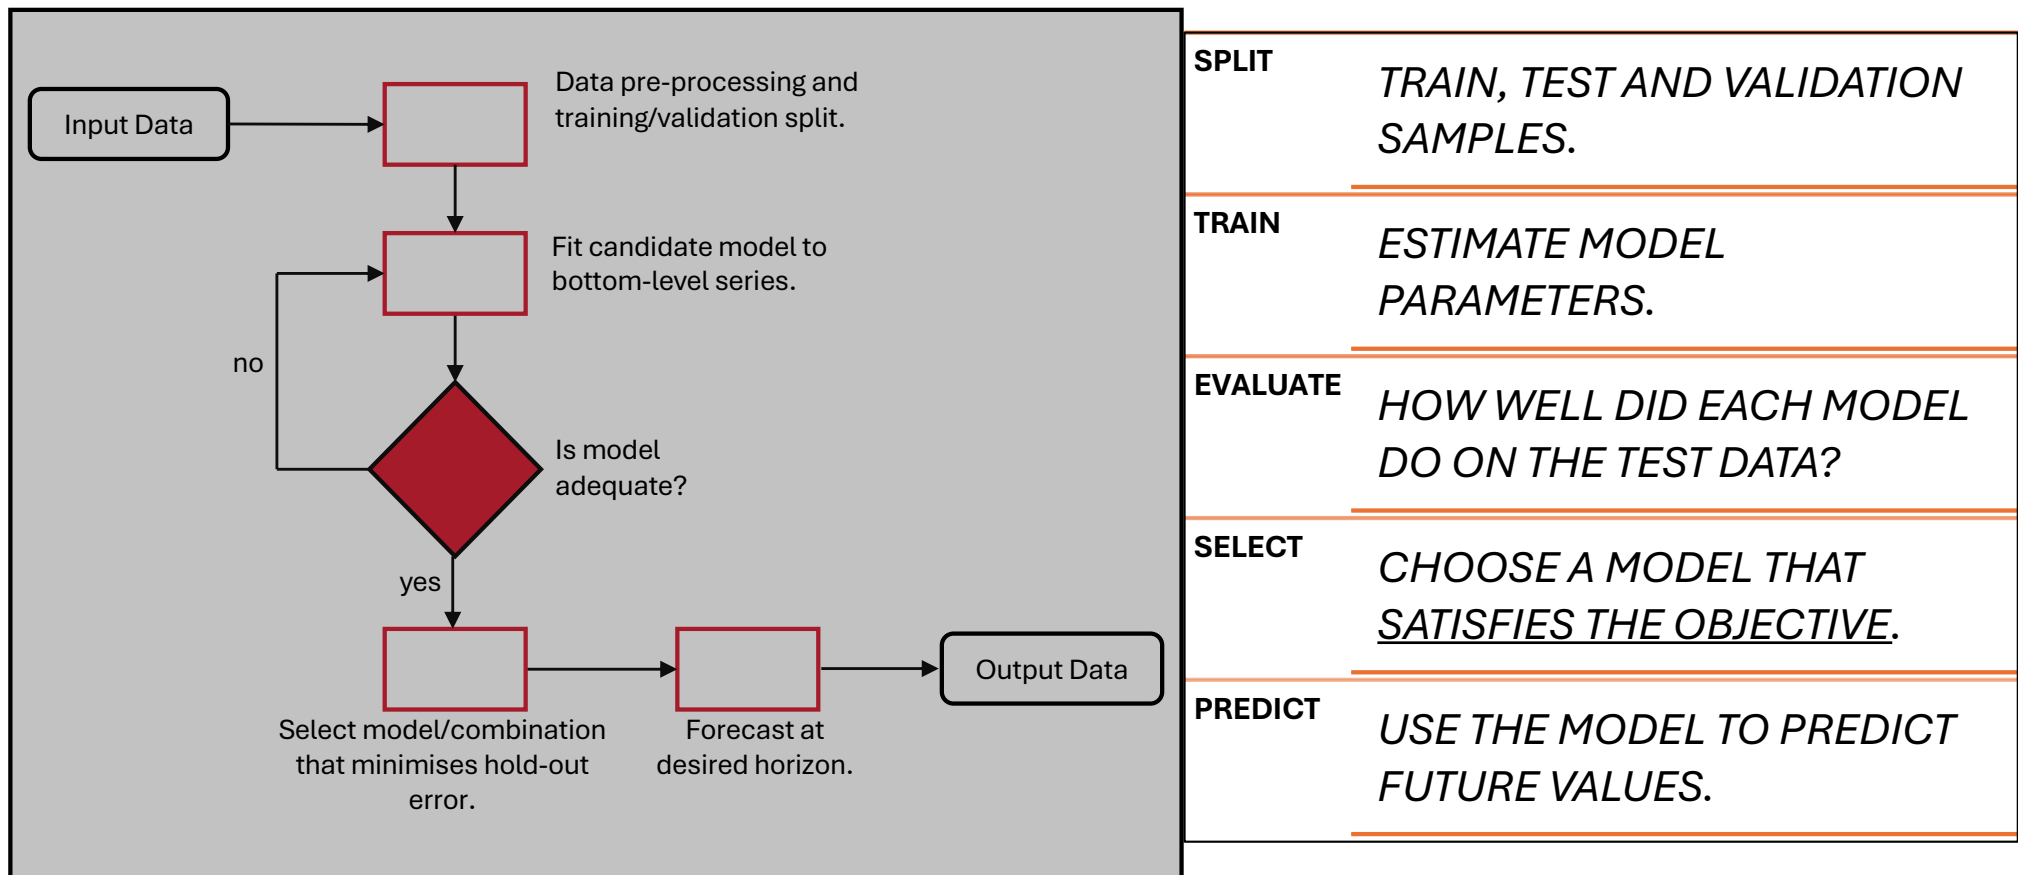 Input Data
Data pre-processing and
training/validation split.
Fit candidate model to
bottom-level series.
no
Is model
adequate?
yes
Select model/combination
that minimises hold-out
error.
Forecast at
desired horizon.
Output Data
SPLIT
TRAIN, TEST AND VALIDATION
SAMPLES.
TRAIN
ESTIMATE MODEL
PARAMETERS.
EVALUATE
HOW WELL DID EACH MODEL
DO ON THE TEST DATA?
SELECT
CHOOSE A MODEL THAT
SATISFIES THE OBJECTIVE.
PREDICT
USE THE MODEL TO PREDICT
FUTURE VALUES.